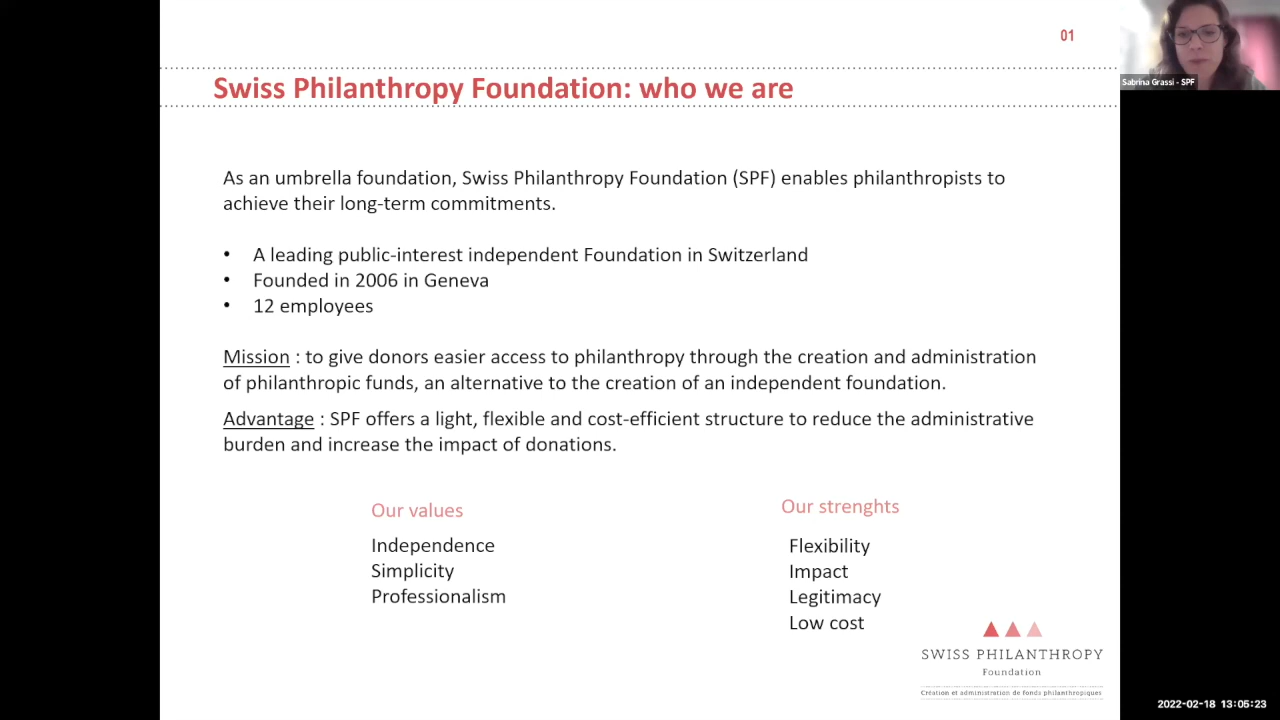 01
Sabrina Grassi - SPF
Swiss Philanthropy Foundation: who we are
As an umbrella foundation, Swiss Philanthropy Foundation (SPF) enables philanthropists to
achieve their long-term commitments.
• A leading public-interest independent Foundation in Switzerland
• Founded in 2006 in Geneva
• 12 employees
Mission : to give donors easier access to philanthropy through the creation and administration
of philanthropic funds, an alternative to the creation of an independent foundation.
Advantage : SPF offers a light, flexible and cost-efficient structure to reduce the administrative
burden and increase the impact of donations.
Our values
Independence
Simplicity
Professionalism
Our strenghts
Flexibility
Impact
Legitimacy
Low cost
SWISS PHILANTHROPY
Foundation
Création et administration de fonds philanthropiques
2022-02-18 13:05:23